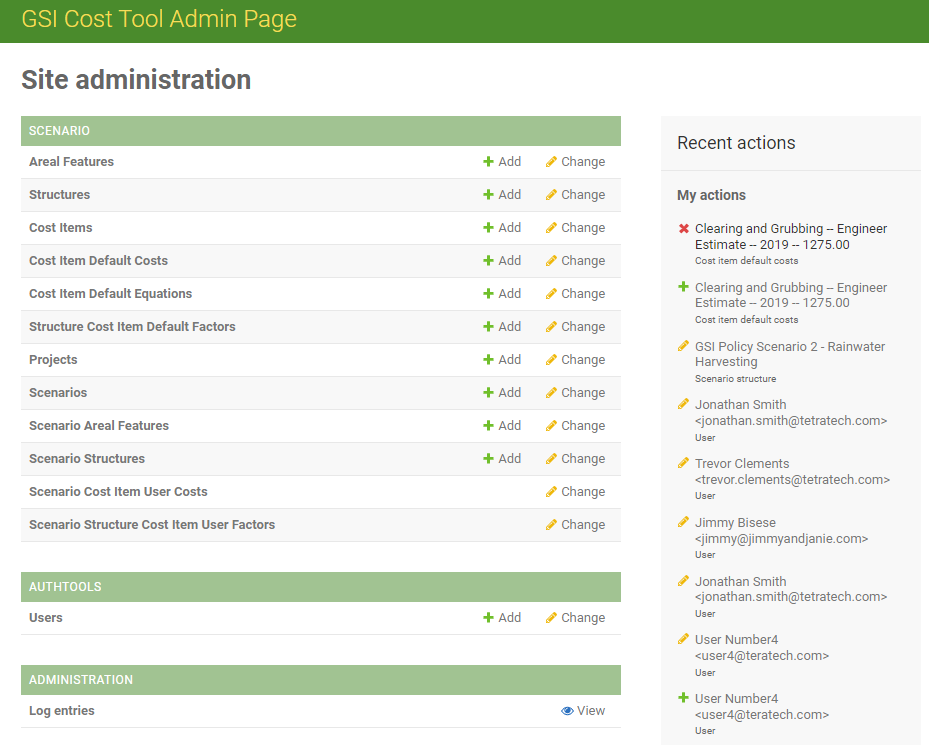 GSI Cost Tool Admin Page
Site administration
SCENARIO
Areal Features Add Change
Structures Add Change
Cost Items Add Change
Cost Item Default Costs Add Change
Cost Item Default Equations Add Change
Structure Cost Item Default Factors Add Change
Projects Add Change
Scenarios Add Change
Scenario Areal Features Add Change
Scenario Structures Add Change
Scenario Cost Item User Costs Change
Scenario Structure Cost Item User Factors Change
AUTHTOOLS
Users Add Change
ADMINISTRATION
Log entries View
Recent actions
My actions
Clearing and Grubbing -- Engineer
Estimate -- 2019 -- 1275.00
Cost item default costs
Clearing and Grubbing -- Engineer
Estimate -- 2019 -- 1275.00
Cost item default costs
GSI Policy Scenario 2 - Rainwater
Harvesting
Scenario structure
Jonathan Smith
<jonathan.smith@tetratech.com>
User
Trevor Clements
<trevor.clements@tetratech.com>
User
Jimmy Bisese
<jimmy@jimmyandjanie.com>
User
Jonathan Smith
<jonathan.smith@tetratech.com>
User
User Number4
<user4@teratech.com>
User
User Number4
<user4@teratech.com>
User